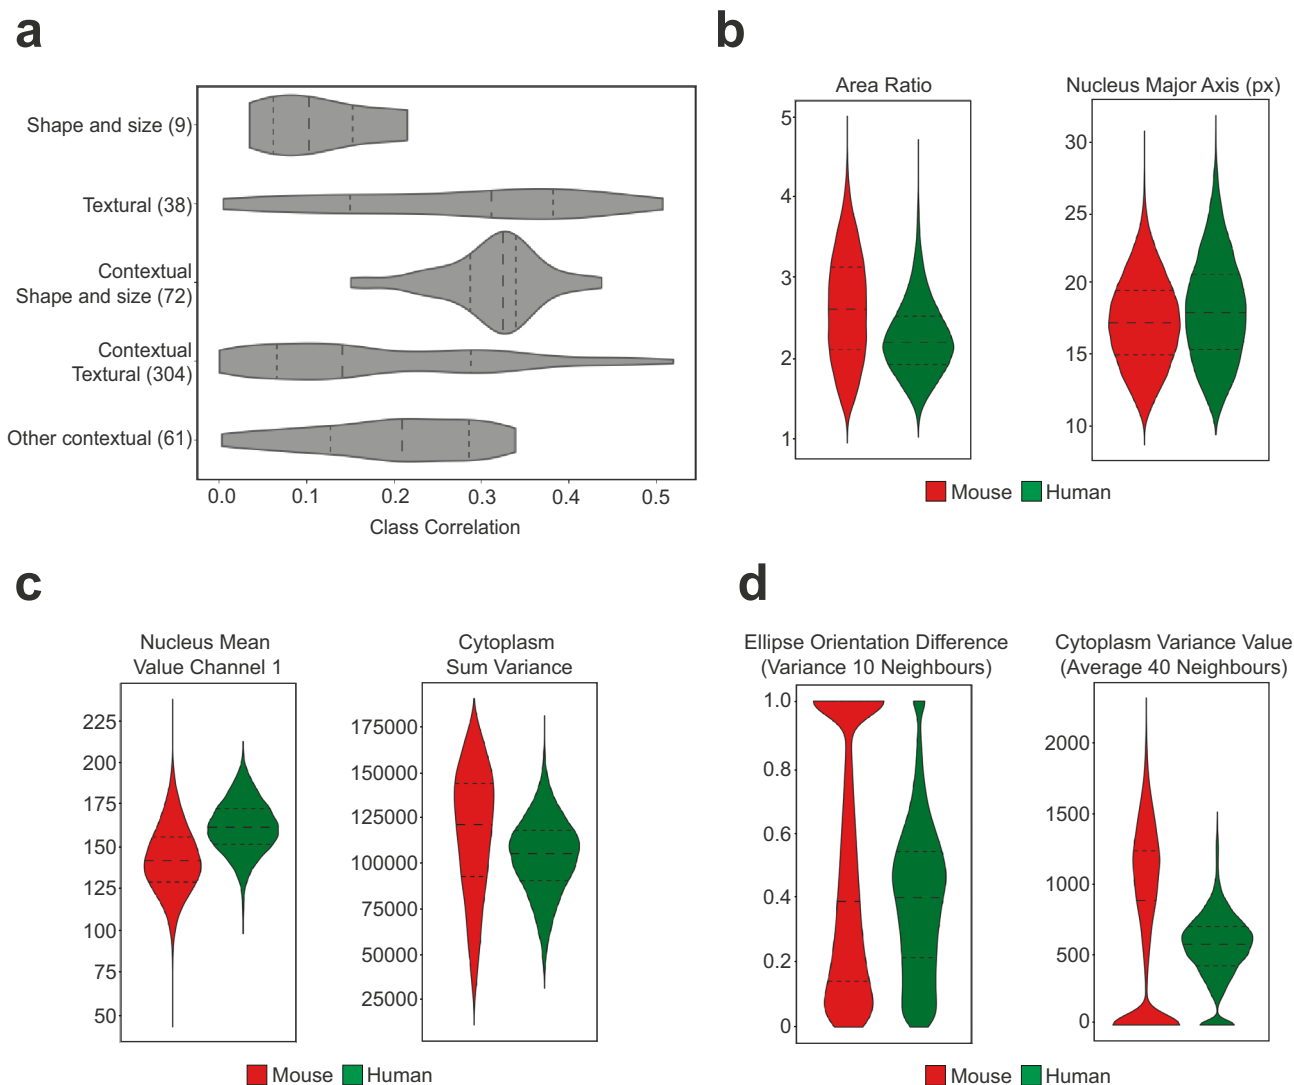 a
Shape and size (9)
Textural (38)
Contextual
Shape and size (72)
Contextual
Textural (304)
Other contextual (61)
0.0 0.1 0.2 0.3 0.4 0.5
Class Correlation
b
Area Ratio
5
4
3
2
1
Nucleus Major Axis (px)
30
25
20
15
10
Mouse Human
c
Nucleus Mean
Value Channel 1
225
200
175
150
125
100
75
50
Cytoplasm
Sum Variance
175000
150000
125000
100000
75000
50000
25000
Mouse Human
d
Ellipse Orientation Difference
(Variance 10 Neighbours)
1.0
0.8
0.6
0.4
0.2
0
Cytoplasm Variance Value
(Average 40 Neighbours)
2000
1500
1000
500
0
Mouse Human